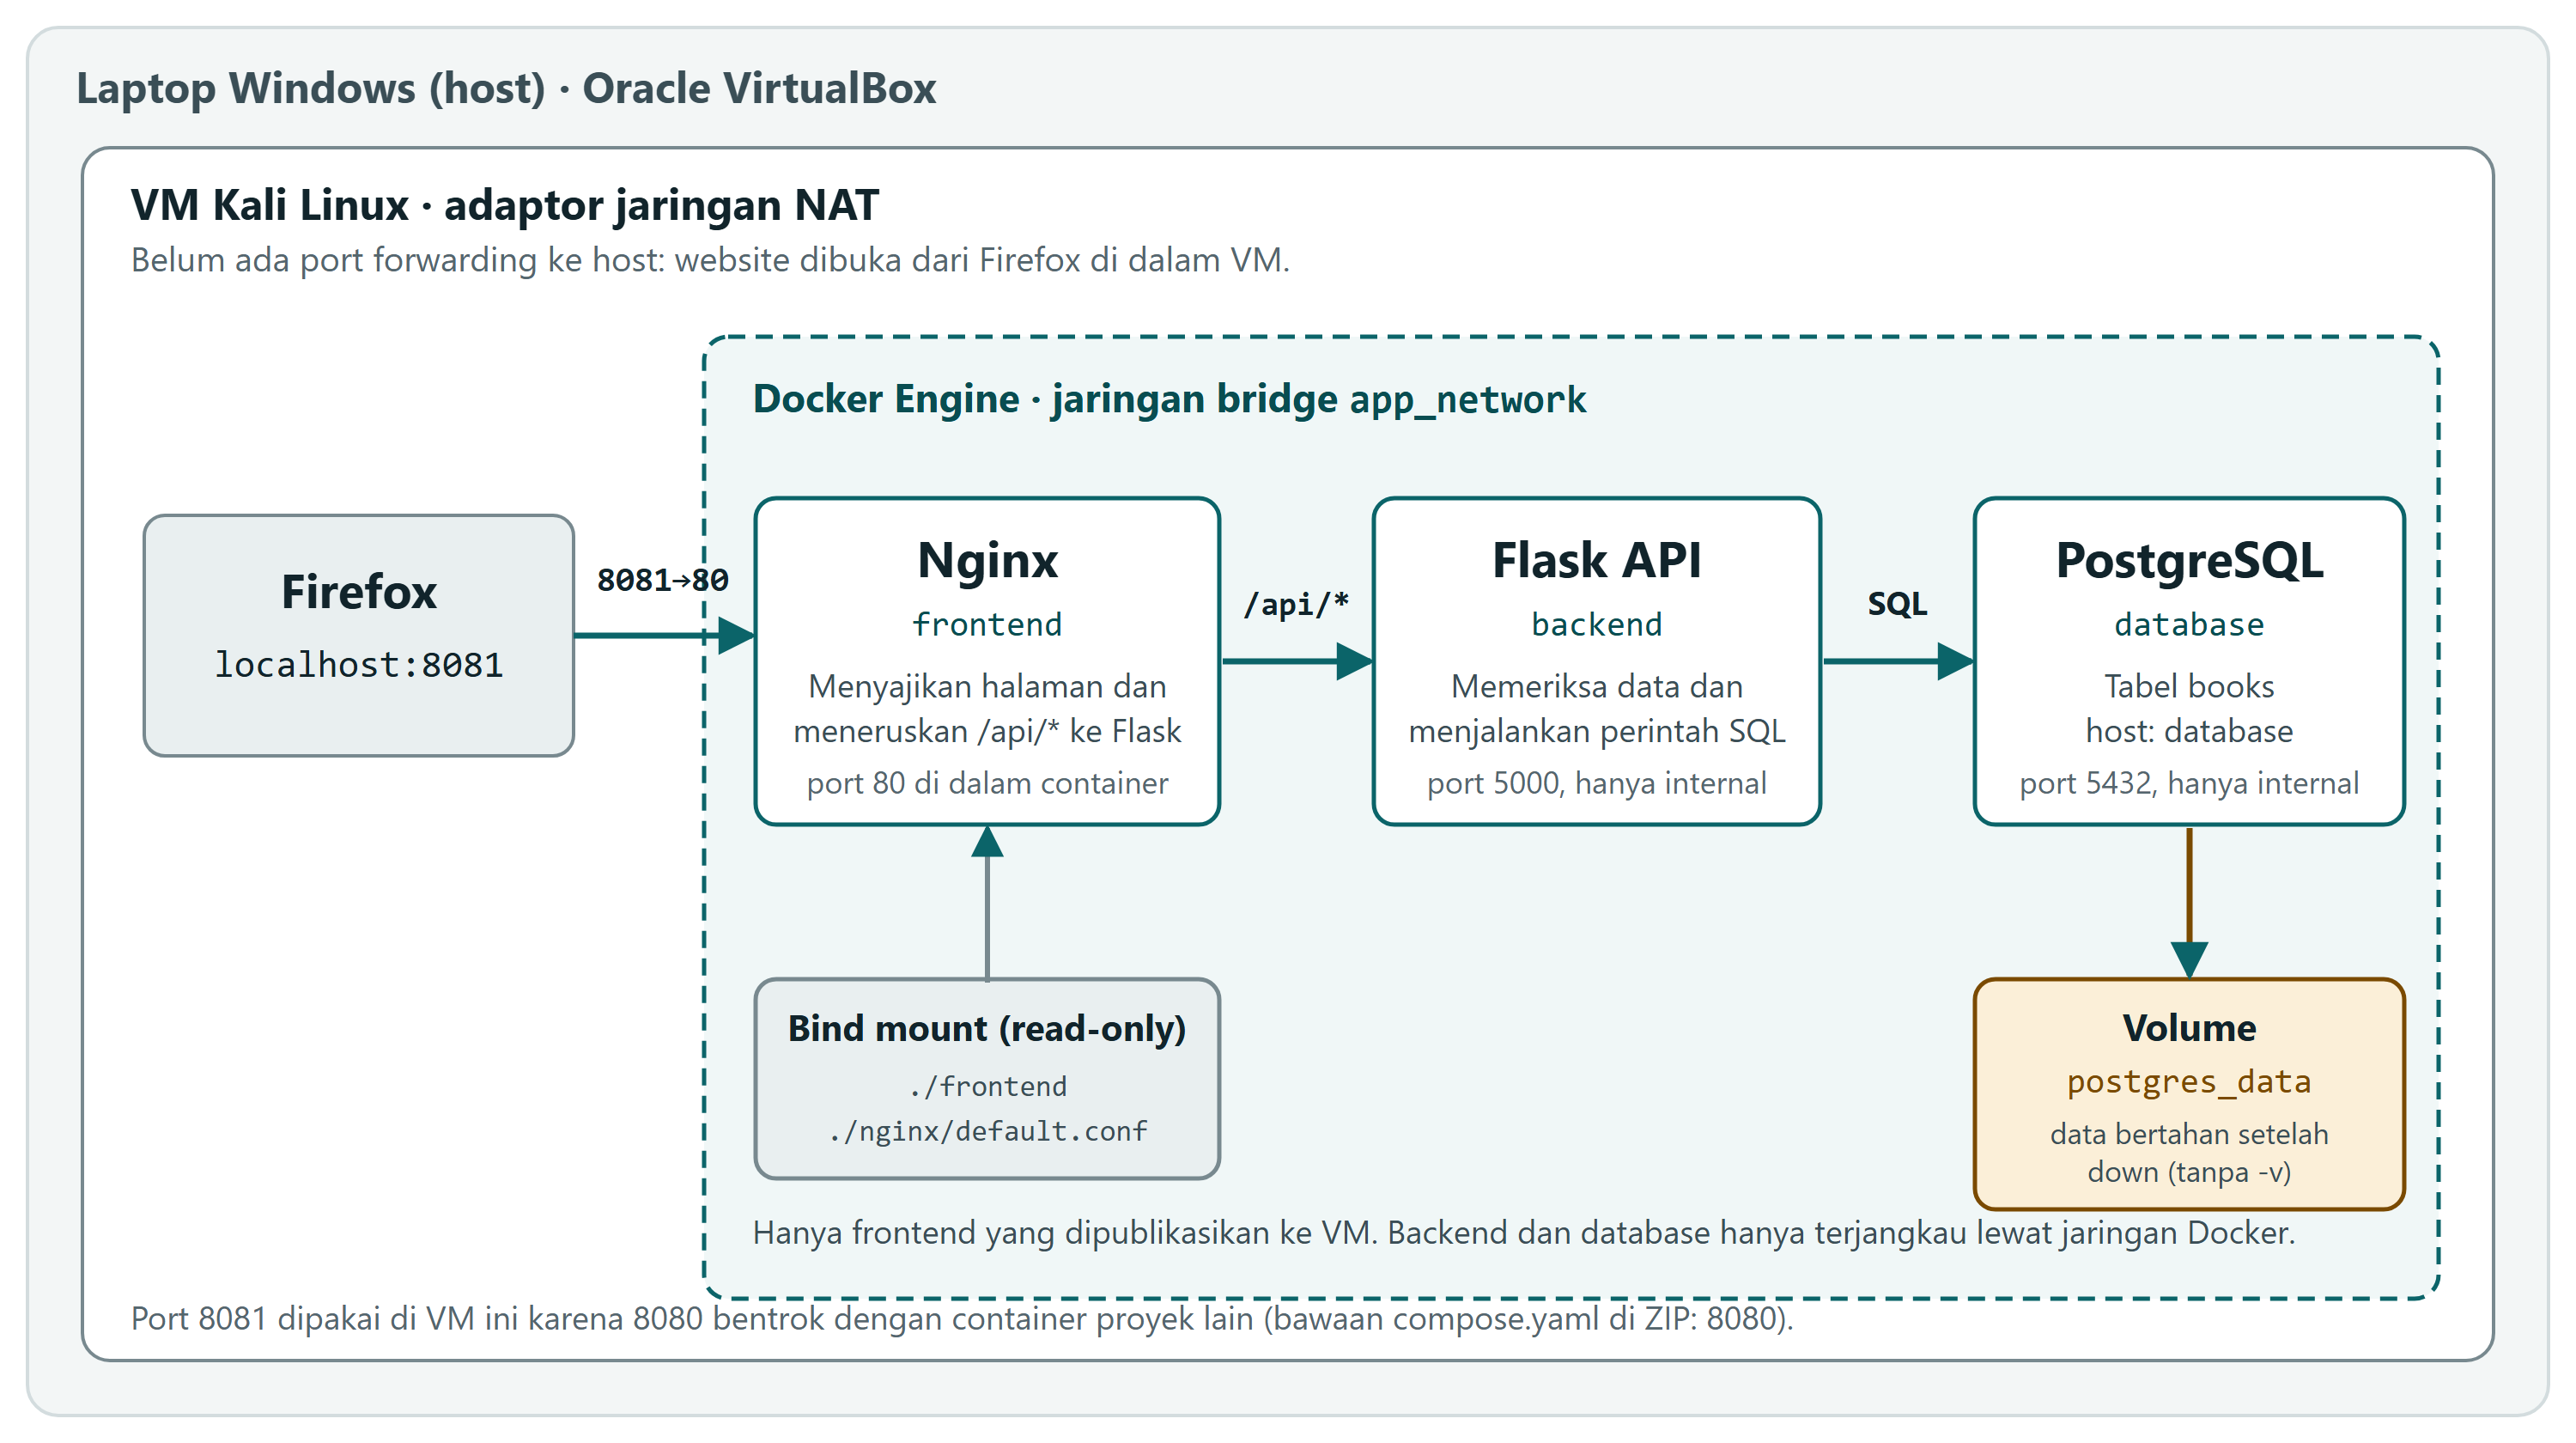 Laptop Windows (host) · Oracle VirtualBox
VM Kali Linux · adaptor jaringan NAT
Belum ada port forwarding ke host: website dibuka dari Firefox di dalam VM.
Docker Engine · jaringan bridge app_network
Firefox
localhost:8081
8081→80
Nginx
frontend
Menyajikan halaman dan
meneruskan /api/* ke Flask
port 80 di dalam container
/api/*
Flask API
backend
Memeriksa data dan
menjalankan perintah SQL
port 5000, hanya internal
SQL
PostgreSQL
database
Tabel books
host: database
port 5432, hanya internal
Bind mount (read-only)
./frontend
./nginx/default.conf
Volume
postgres_data
data bertahan setelah
down (tanpa -v)
Hanya frontend yang dipublikasikan ke VM. Backend dan database hanya terjangkau lewat jaringan Docker.
Port 8081 dipakai di VM ini karena 8080 bentrok dengan container proyek lain (bawaan compose.yaml di ZIP: 8080).